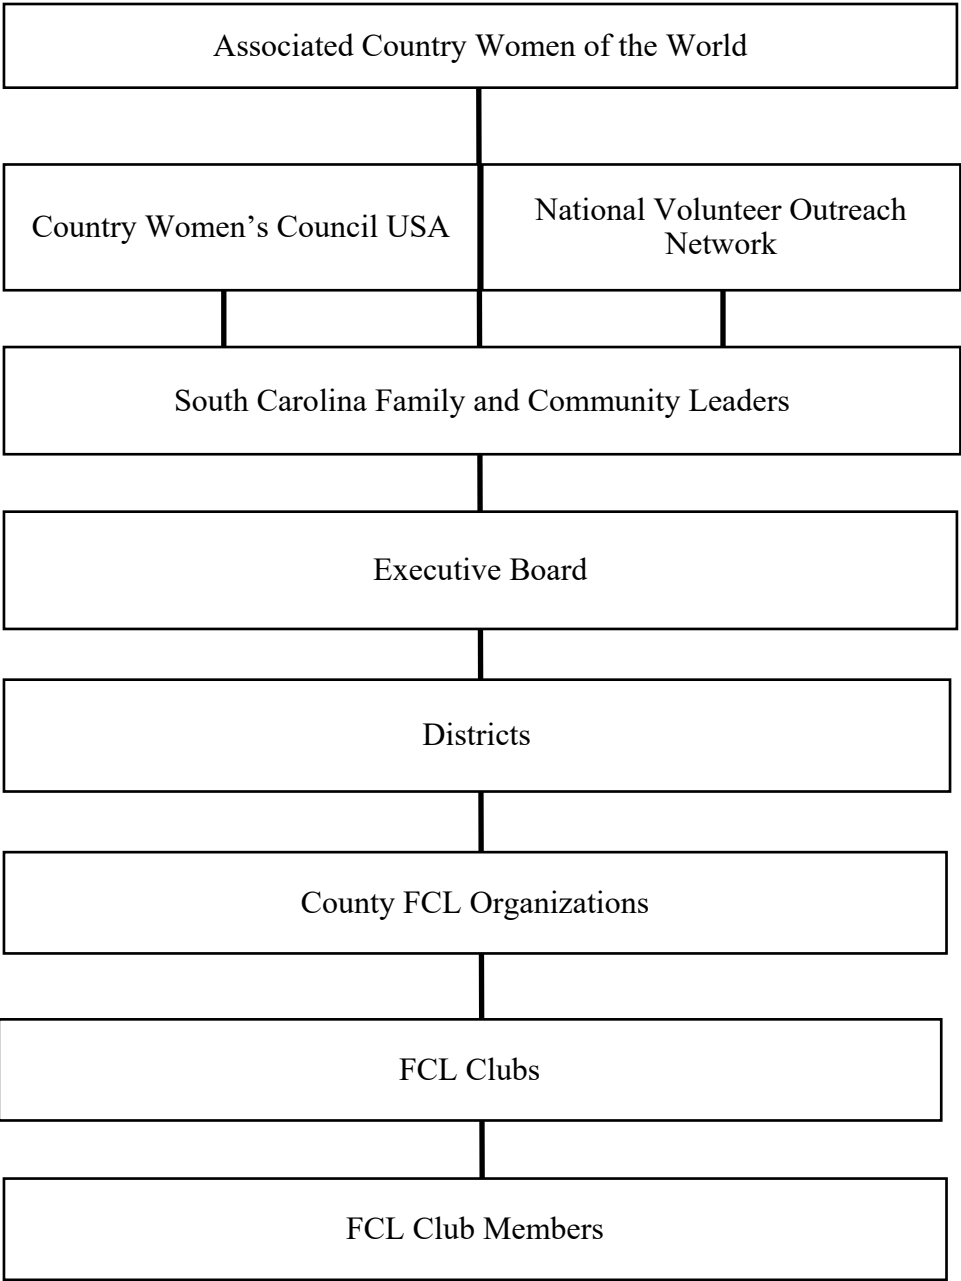 Associated Country Women of the World
Country Women’s Council USA
National Volunteer Outreach
Network
South Carolina Family and Community Leaders
Executive Board
Districts
County FCL Organizations
FCL Clubs
FCL Club Members